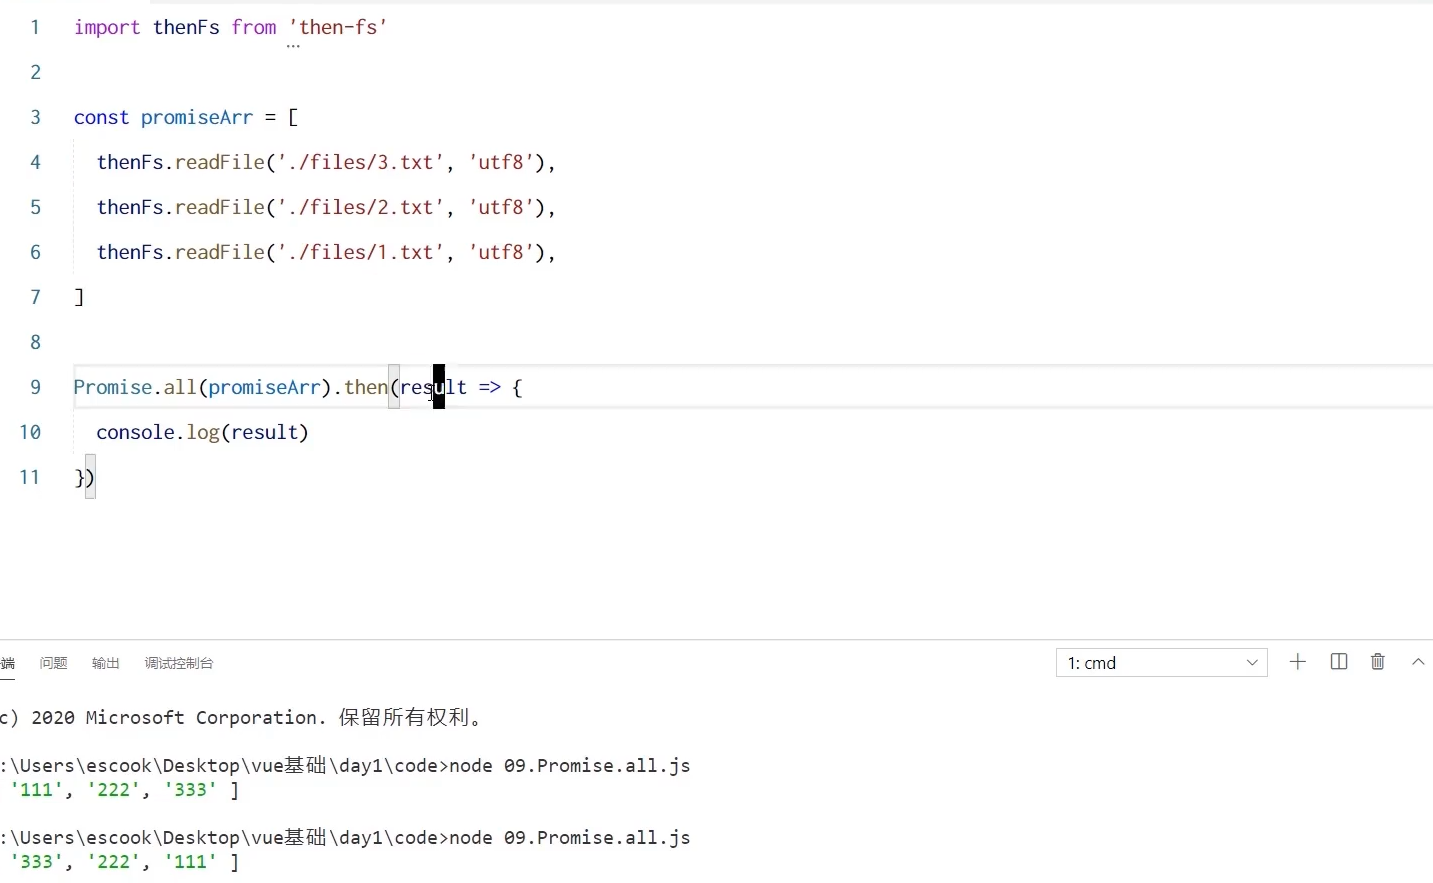 1 import thenFs from 'then-fs'
2
3 const promiseArr = [
4 thenFs.readFile('./files/3.txt', 'utf8'),
5 thenFs.readFile('./files/2.txt', 'utf8'),
6 thenFs.readFile('./files/1.txt', 'utf8'),
7 ]
8
9 Promise.all(promiseArr).then(result => {
10 console.log(result)
11 })
端 问题 输出 调试控制台 1: cmd
c) 2020 Microsoft Corporation. 保留所有权利。
:\Users\escook\Desktop\vue基础\day1\code>node 09.Promise.all.js
'111', '222', '333' ]
:\Users\escook\Desktop\vue基础\day1\code>node 09.Promise.all.js
'333', '222', '111' ]